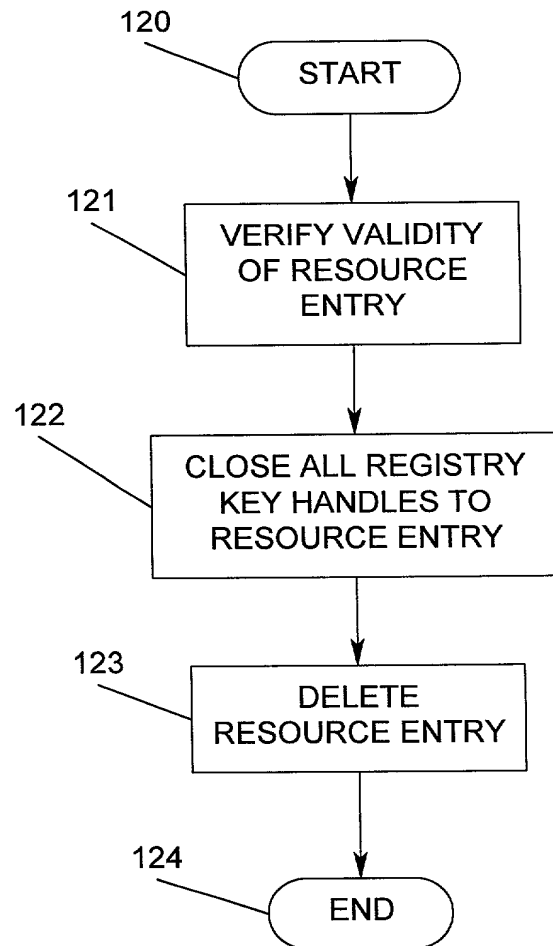 120
START
121
VERIFY VALIDITY
OF RESOURCE
ENTRY
122
CLOSE ALL REGISTRY
KEY HANDLES TO
RESOURCE ENTRY
123
DELETE
RESOURCE ENTRY
124
END